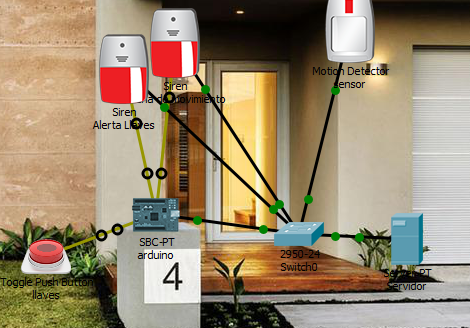 Siren
Alerta Llaves
Siren
Movimiento
Motion Detector
sensor
SBC-PT
arduino
4
2950-24
Switch0
Toggle Push Button
llaves
Servidor